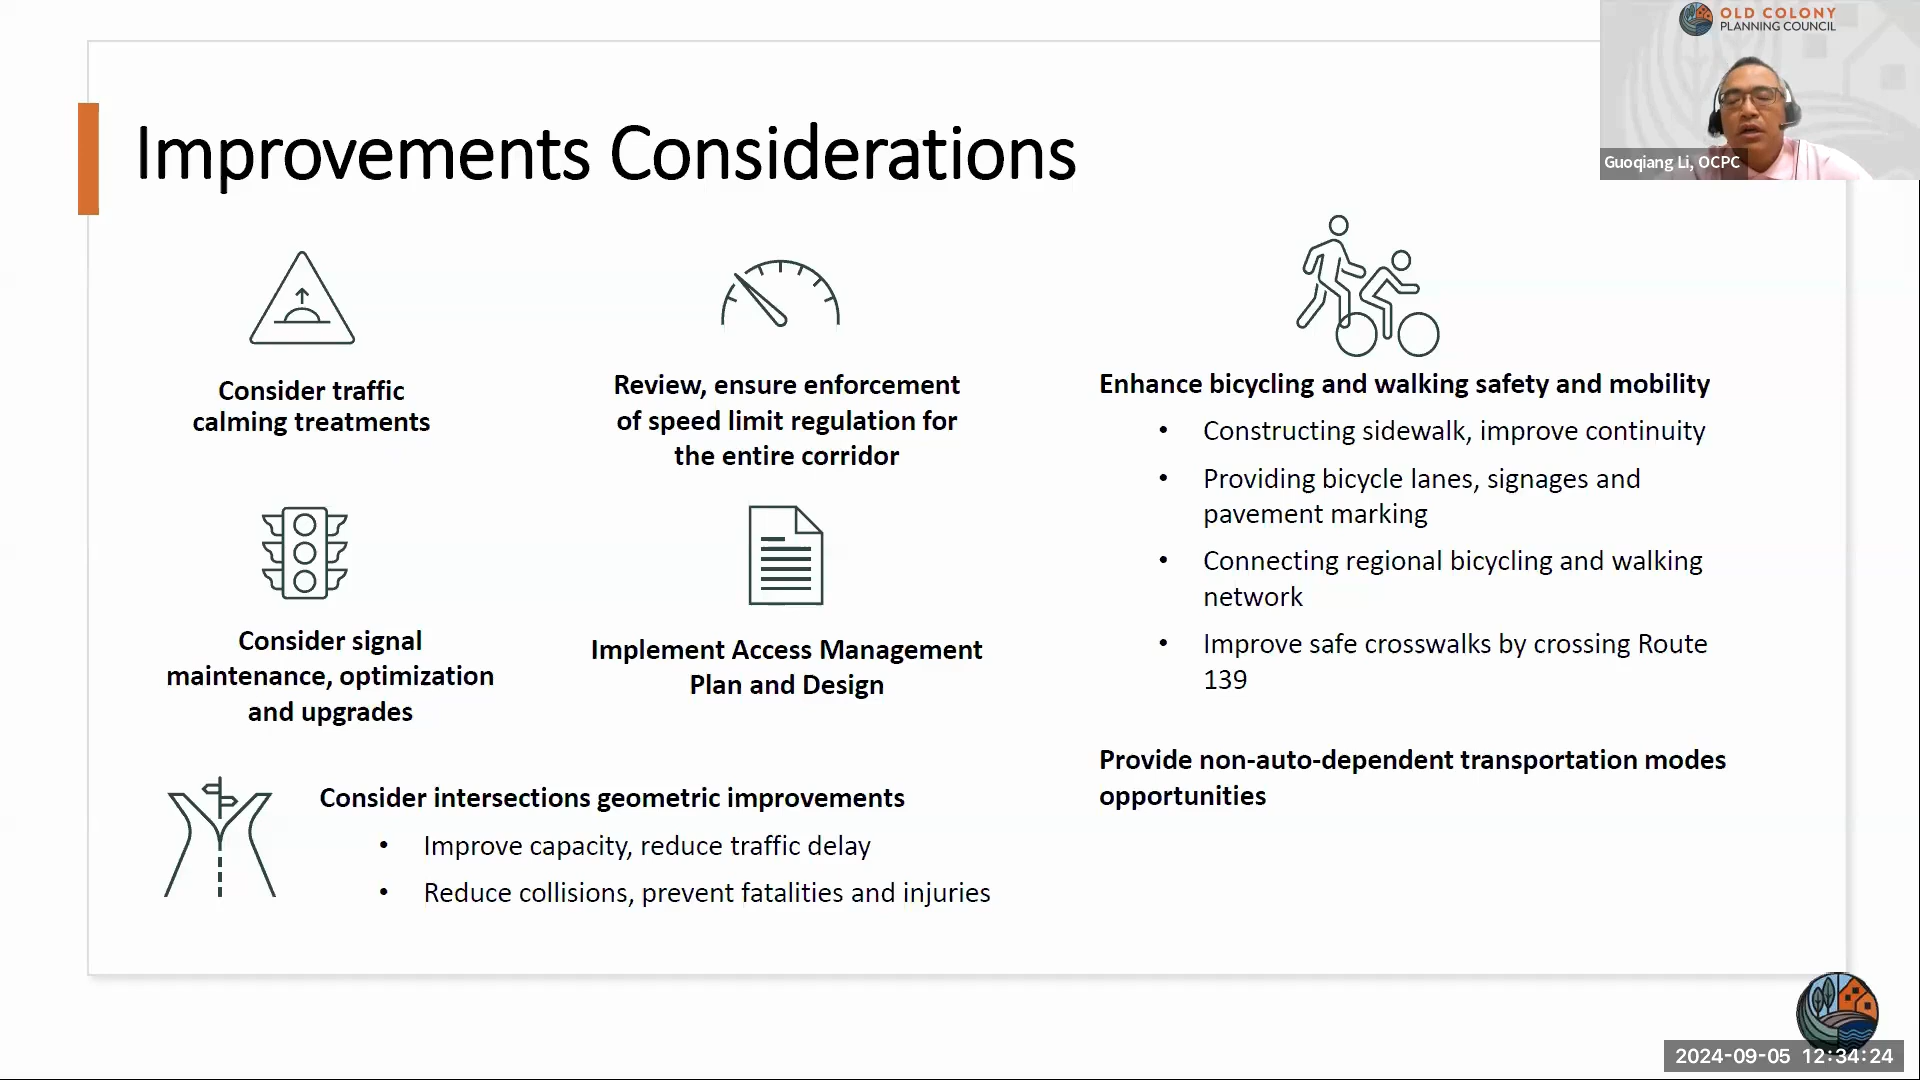 OLD COLONY
PLANNING COUNCIL
Guoqiang Li, OCPC
Improvements Considerations
Consider traffic
calming treatments
Review, ensure enforcement
of speed limit regulation for
the entire corridor
Consider signal
maintenance, optimization
and upgrades
Implement Access Management
Plan and Design
Consider intersections geometric improvements
• Improve capacity, reduce traffic delay
• Reduce collisions, prevent fatalities and injuries
Enhance bicycling and walking safety and mobility
• Constructing sidewalk, improve continuity
• Providing bicycle lanes, signages and
pavement marking
• Connecting regional bicycling and walking
network
• Improve safe crosswalks by crossing Route
139
Provide non-auto-dependent transportation modes
opportunities
2024-09-05 12:34:24